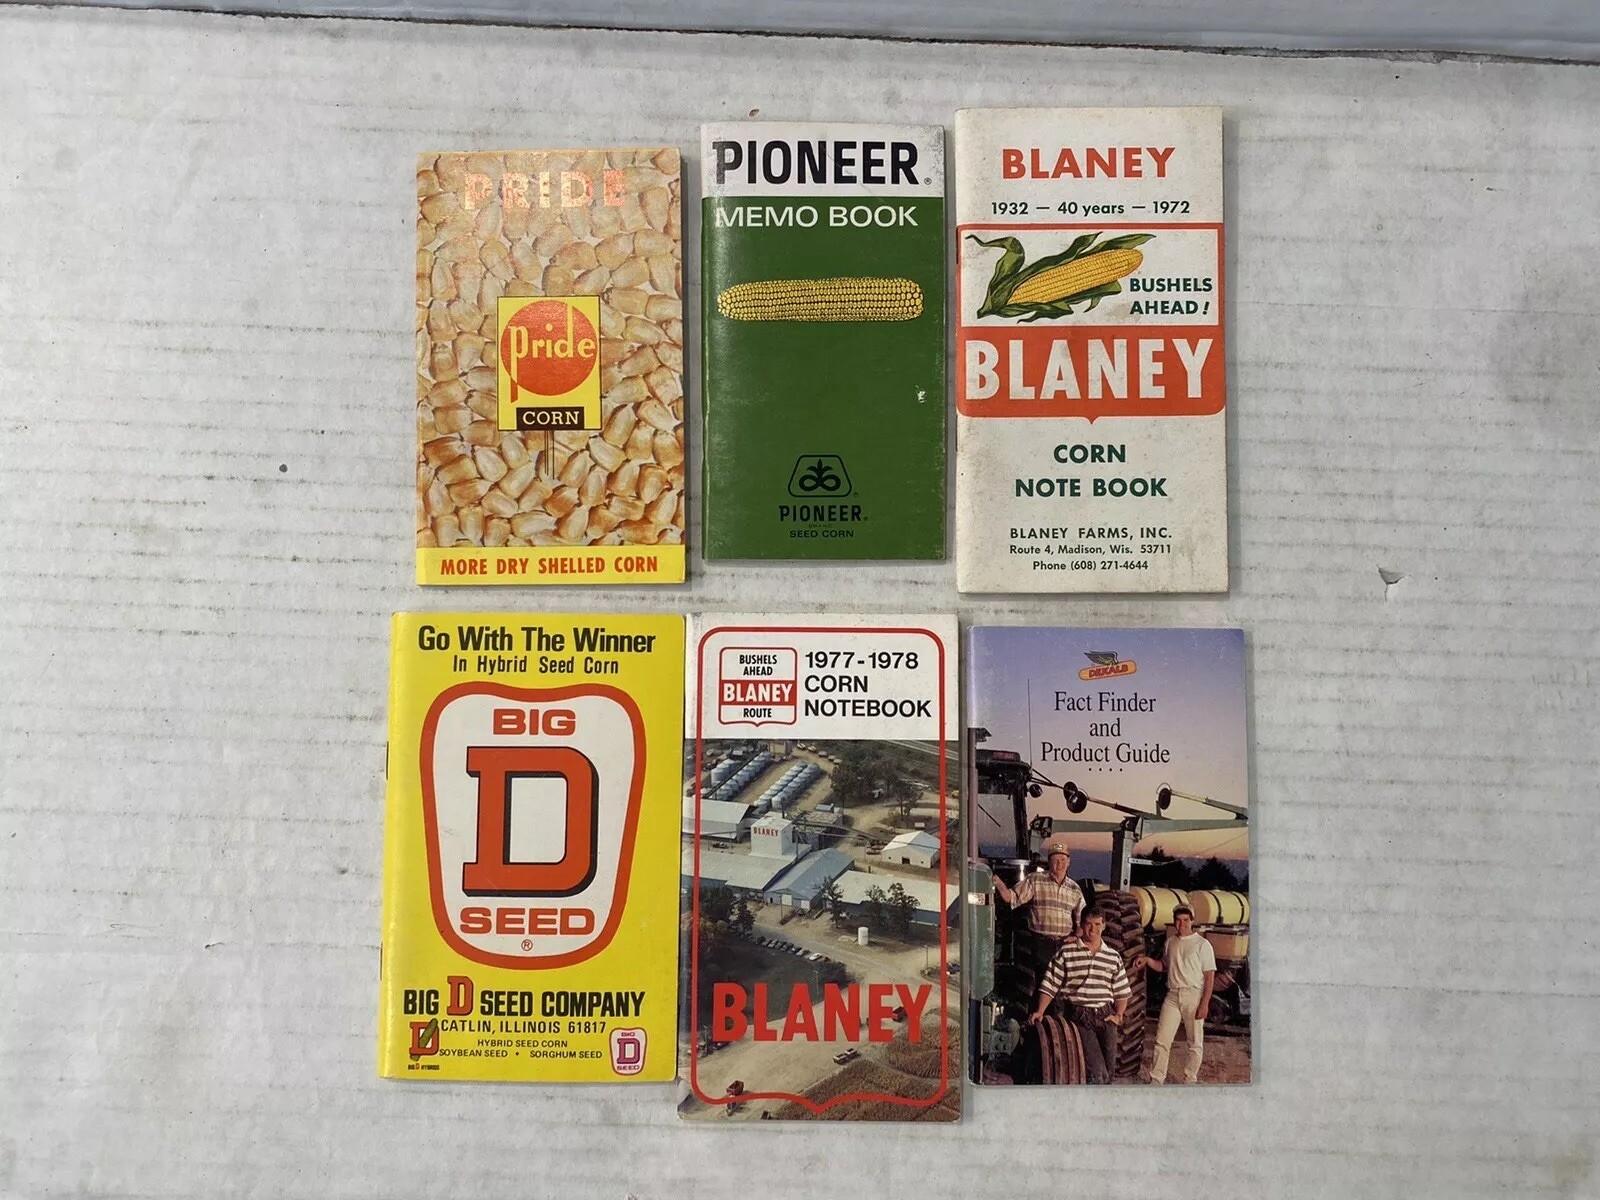 PRIDE
pride
CORN
MORE DRY SHELLED CORN
PIONEER®
MEMO BOOK
PIONEER®
BRAND
SEED CORN
BLANEY
1932 — 40 years — 1972
BUSHELS
AHEAD!
BLANEY
CORN
NOTE BOOK
BLANEY FARMS, INC.
Route 4, Madison, Wis. 53711
Phone (608) 271-4644
Go With The Winner
In Hybrid Seed Corn
BIG
D
SEED
®
BIG D SEED COMPANY
CATLIN, ILLINOIS 61817
HYBRID SEED CORN
SOYBEAN SEED • SORGHUM SEED
D
BIG D HYBRIDS
BIG
D
SEED
BUSHELS
AHEAD
BLANEY
ROUTE
1977-1978
CORN
NOTEBOOK
BLANEY
BLANEY
DEKALB
Fact Finder
and
Product Guide